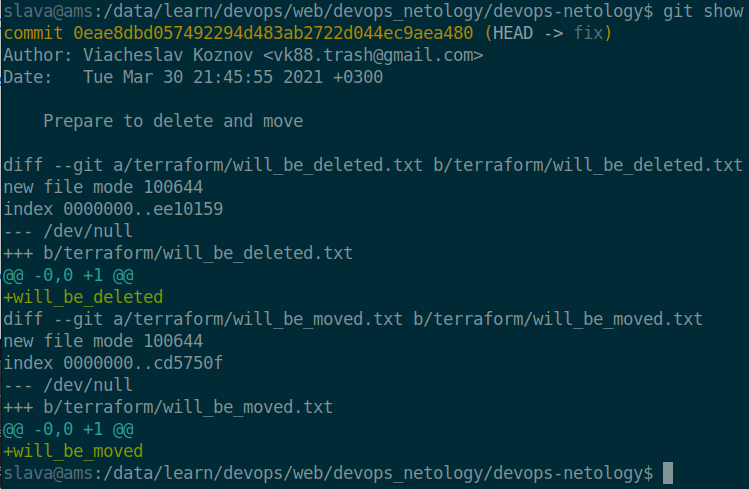 slava@ams:/data/learn/devops/web/devops_netology/devops-netology$ git show
commit 0eae8dbd057492294d483ab2722d044ec9aea480 (HEAD -> fix)
Author: Viacheslav Koznov <vk88.trash@gmail.com>
Date:   Tue Mar 30 21:45:55 2021 +0300

    Prepare to delete and move

diff --git a/terraform/will_be_deleted.txt b/terraform/will_be_deleted.txt
new file mode 100644
index 0000000..ee10159
--- /dev/null
+++ b/terraform/will_be_deleted.txt
@@ -0,0 +1 @@
+will_be_deleted
diff --git a/terraform/will_be_moved.txt b/terraform/will_be_moved.txt
new file mode 100644
index 0000000..cd5750f
--- /dev/null
+++ b/terraform/will_be_moved.txt
@@ -0,0 +1 @@
+will_be_moved
slava@ams:/data/learn/devops/web/devops_netology/devops-netology$